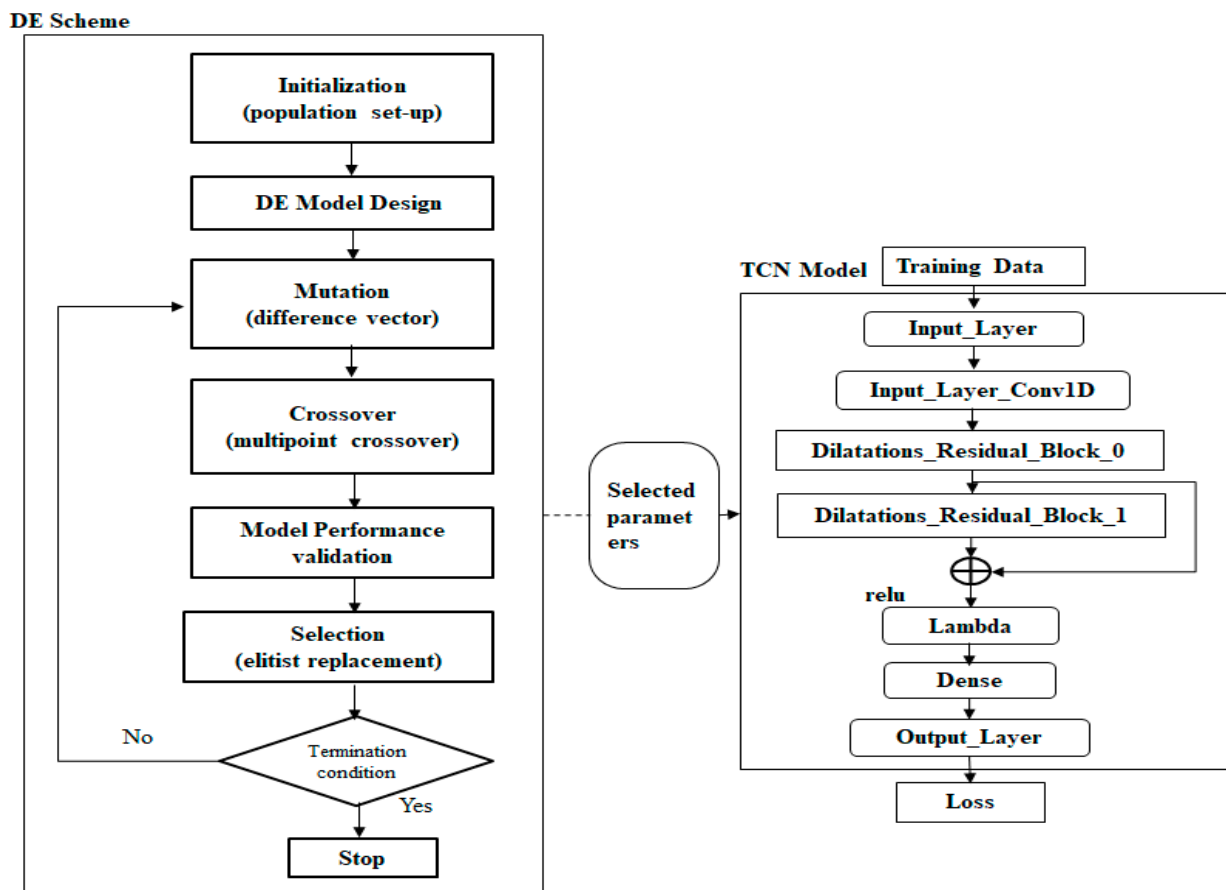 DE Scheme
Initialization
(population set-up)
DE Model Design
Mutation
(difference vector)
Crossover
(multipoint crossover)
Model Performance
validation
Selection
(elitist replacement)
Termination
condition
No
Yes
Stop
Selected
paramet
ers
TCN Model
Training Data
Input_Layer
Input_Layer_Conv1D
Dilatations_Residual_Block_0
Dilatations_Residual_Block_1
relu
Lambda
Dense
Output_Layer
Loss